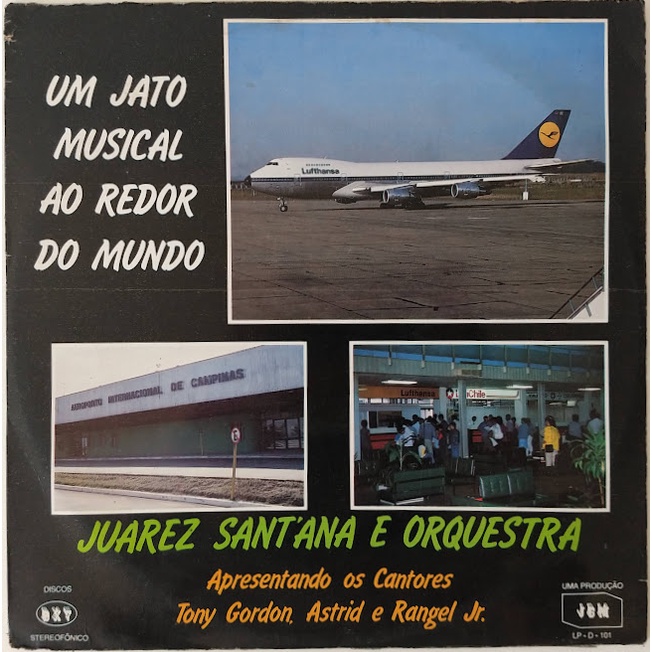 UM JATO
MUSICAL
AO REDOR
DO MUNDO
Lufthansa
AEROPORTO INTERNACIONAL DE CAMPINAS
Lufthansa
LanChile
JUAREZ SANT'ANA E ORQUESTRA
Apresentando os Cantores
Tony Gordon, Astrid e Rangel Jr.
DISCOS
STEREOFÔNICO
UMA PRODUÇÃO
LP - D - 101